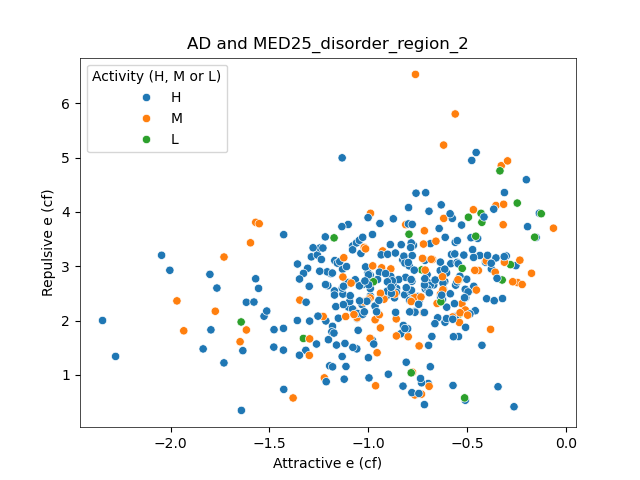 AD and MED25_disorder_region_2
Activity (H, M or L)
H
M
L
6
5
4
3
2
1
Repulsive e (cf)
−2.0
−1.5
−1.0
−0.5
0.0
Attractive e (cf)